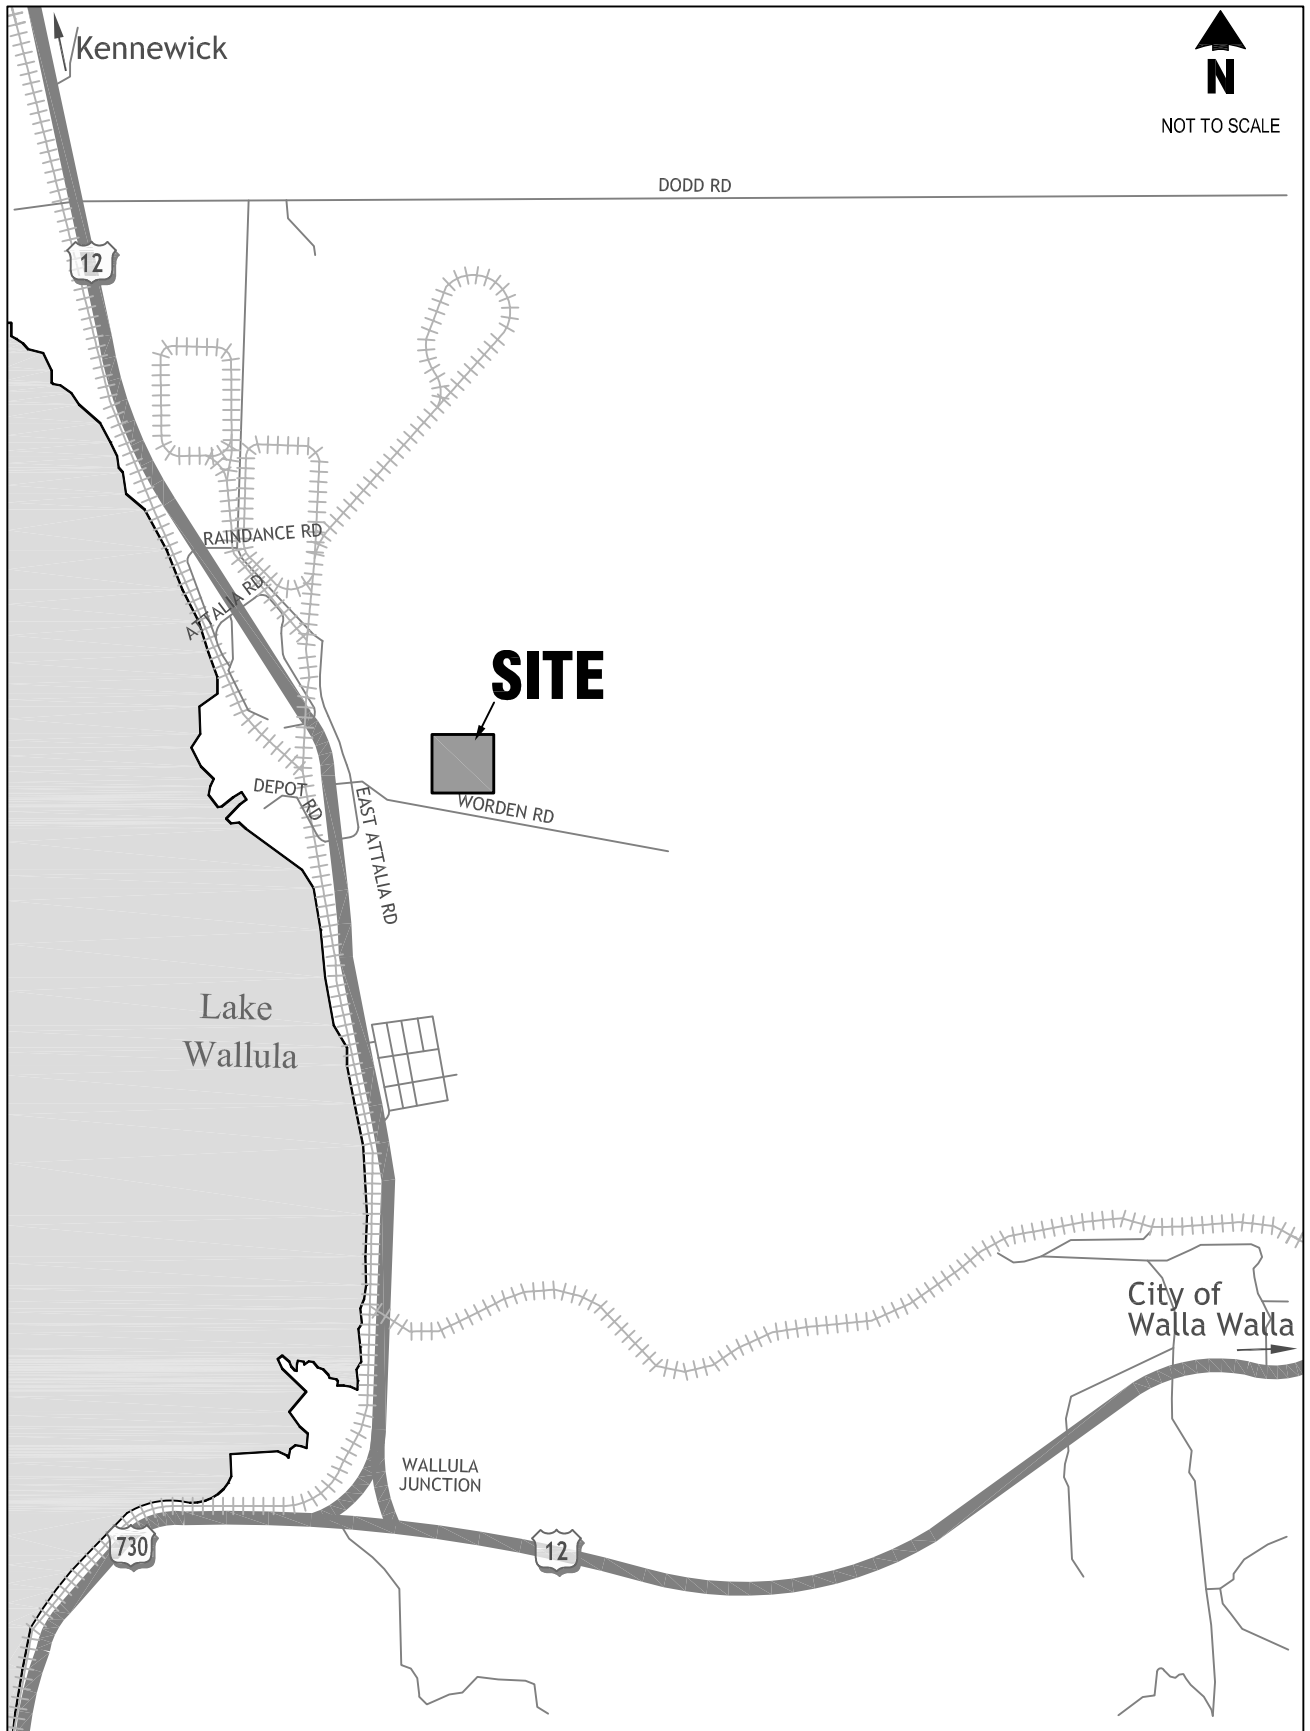 Kennewick
N
NOT TO SCALE
DODD RD
12
RAINDANCE RD
ATTALIA RD
SITE
DEPOT RD
WORDEN RD
EAST ATTALIA RD
Lake
Wallula
City of
Walla Walla
WALLULA
JUNCTION
730
12